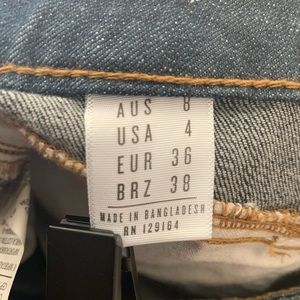 AUS 8
USA 4
EUR 36
BRZ 38
MADE IN BANGLADESH
RN 129164